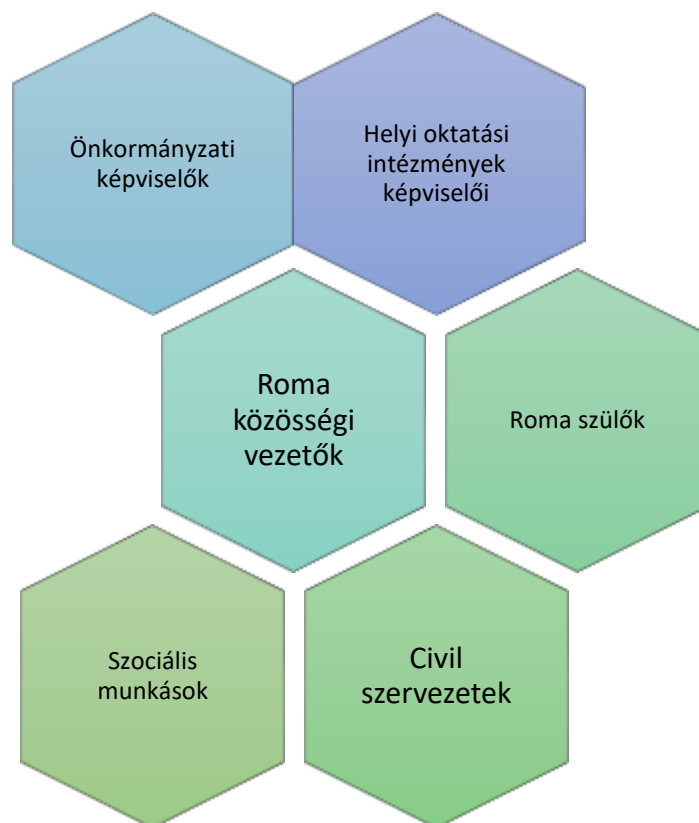 Önkormányzati
képviselők
Helyi oktatási
intézmények
képviselői
Roma
közösségi
vezetők
Roma szülők
Szociális
munkások
Civil
szervezetek